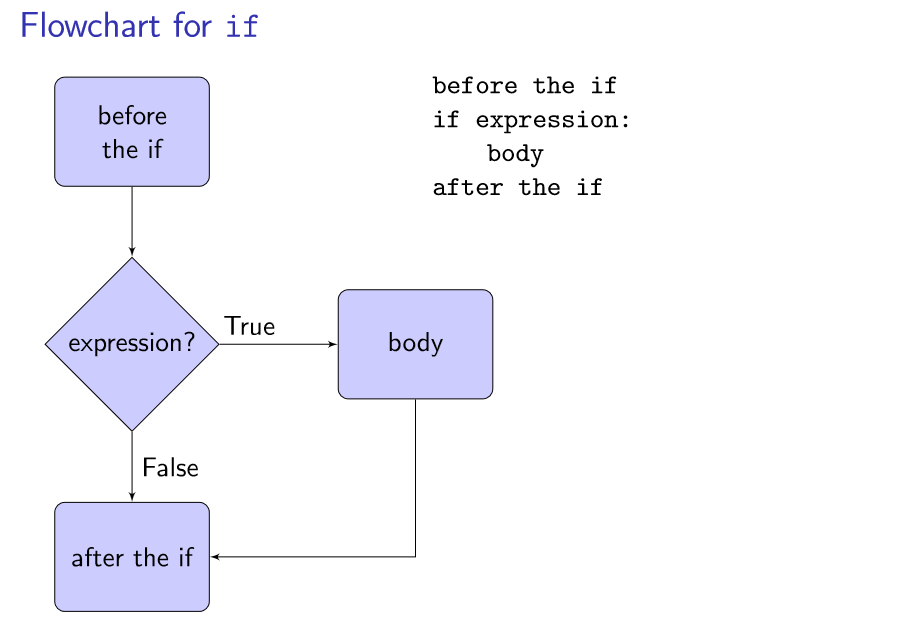 Flowchart for if
before
the if
before the if
if expression:
body
after the if
expression?
True
body
False
after the if